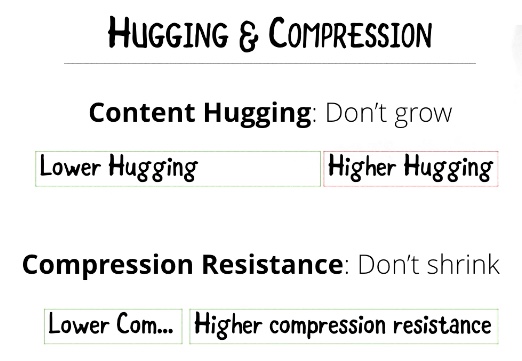 HUGGING & COMPRESSION
Content Hugging: Don't grow
Lower Hugging Higher Hugging
Compression Resistance: Don't shrink
Lower Com... Higher compression resistance